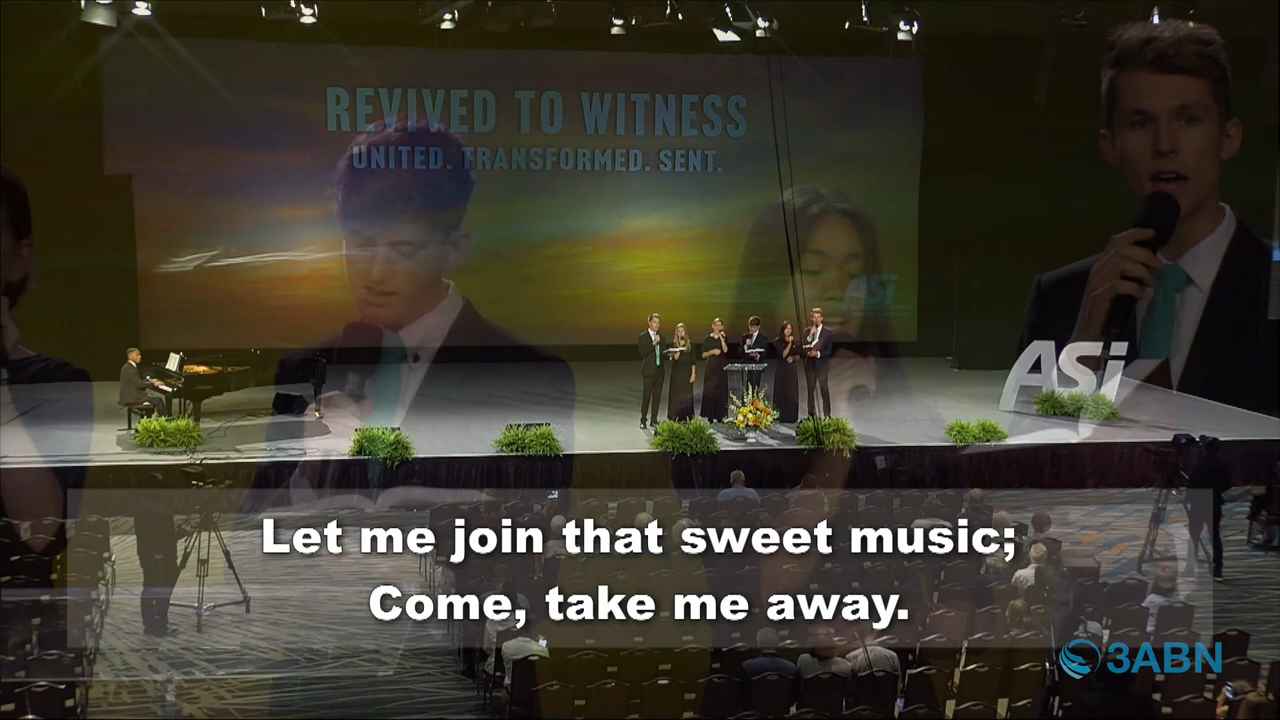 REVIVED TO WITNESS
UNITED. TRANSFORMED. SENT.
ASi
ASi
Let me join that sweet music;
Come, take me away.
3ABN